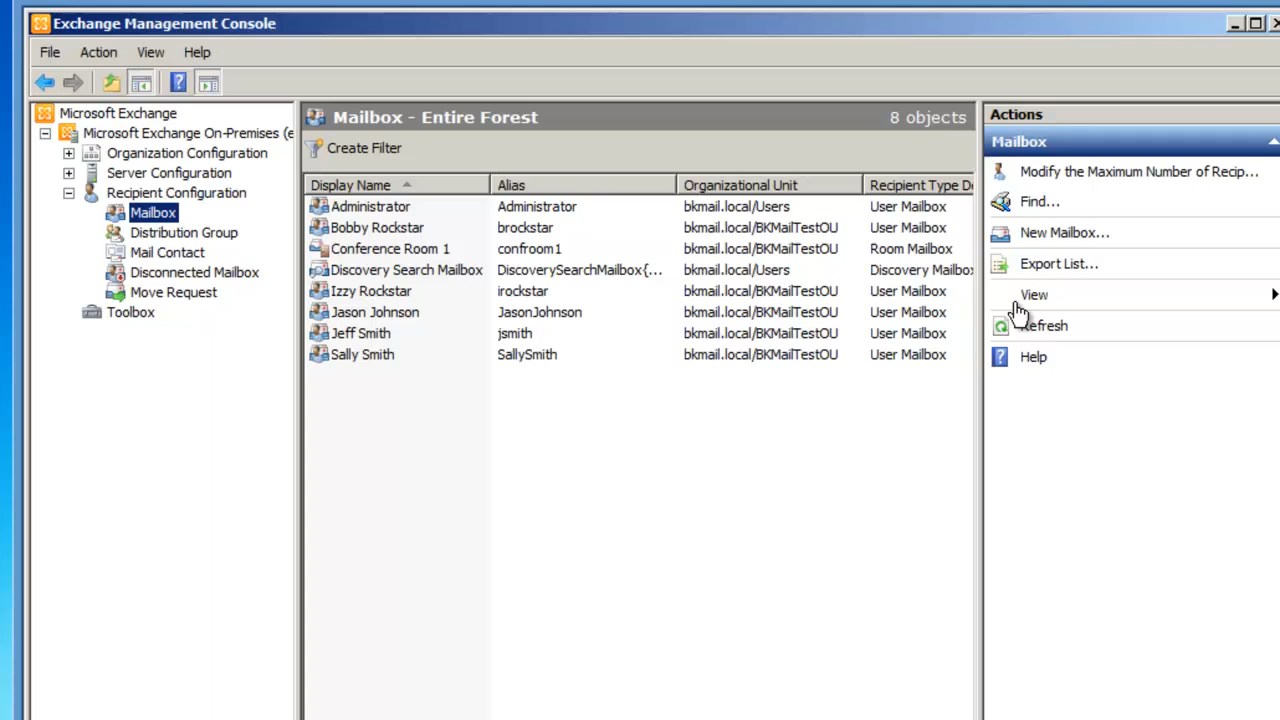 Exchange Management Console
File Action View Help
Microsoft Exchange
Microsoft Exchange On-Premises (e
Organization Configuration
Server Configuration
Recipient Configuration
Mailbox
Distribution Group
Mail Contact
Disconnected Mailbox
Move Request
Toolbox
Mailbox - Entire Forest 8 objects
Create Filter
Display Name Alias Organizational Unit Recipient Type De
Administrator Administrator bkmail.local/Users User Mailbox
Bobby Rockstar brockstar bkmail.local/BKMailTestOU User Mailbox
Conference Room 1 confroom1 bkmail.local/BKMailTestOU Room Mailbox
Discovery Search Mailbox DiscoverySearchMailbox{... bkmail.local/Users Discovery Mailbox
Izzy Rockstar irockstar bkmail.local/BKMailTestOU User Mailbox
Jason Johnson JasonJohnson bkmail.local/BKMailTestOU User Mailbox
Jeff Smith jsmith bkmail.local/BKMailTestOU User Mailbox
Sally Smith SallySmith bkmail.local/BKMailTestOU User Mailbox
Actions
Mailbox
Modify the Maximum Number of Recip...
Find...
New Mailbox...
Export List...
View
Refresh
Help